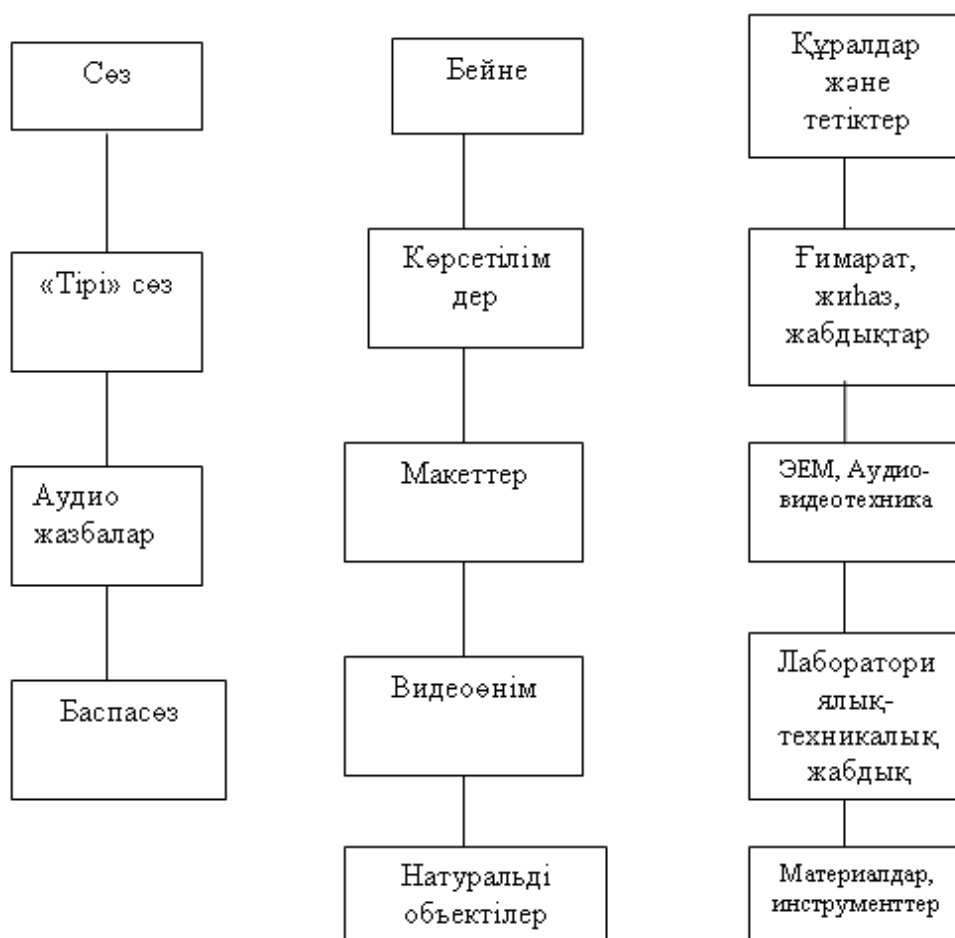 Сөз
«Тірі» сөз
Аудио
жазбалар
Баспасөз
Бейне
Көрсетілім
дер
Макеттер
Видеоөнім
Натуральді
объектілер
Құралдар
және
тетіктер
Ғимарат,
жиһаз,
жабдықтар
ЭЕМ, Аудио-
видеотехника
Лаборатори
ялық-
техникалық
жабдық
Материалдар,
инструменттер